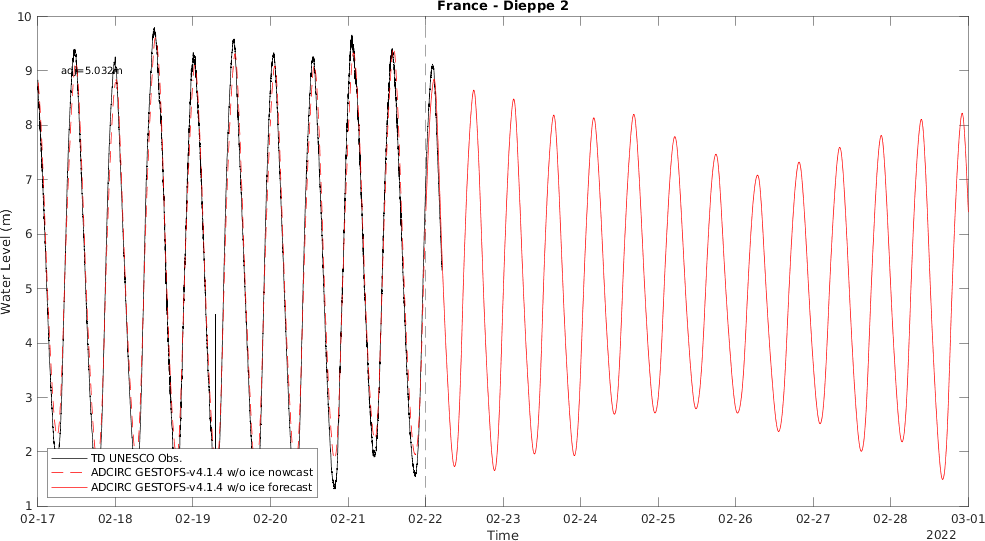 France - Dieppe 2
10
9
8
7
6
5
4
3
2
1
Water Level (m)
adj=5.032m
TD UNESCO Obs.
ADCIRC GESTOFS-v4.1.4 w/o ice nowcast
ADCIRC GESTOFS-v4.1.4 w/o ice forecast
02-17 02-18 02-19 02-20 02-21 02-22 02-23 02-24 02-25 02-26 02-27 02-28 03-01
Time
2022